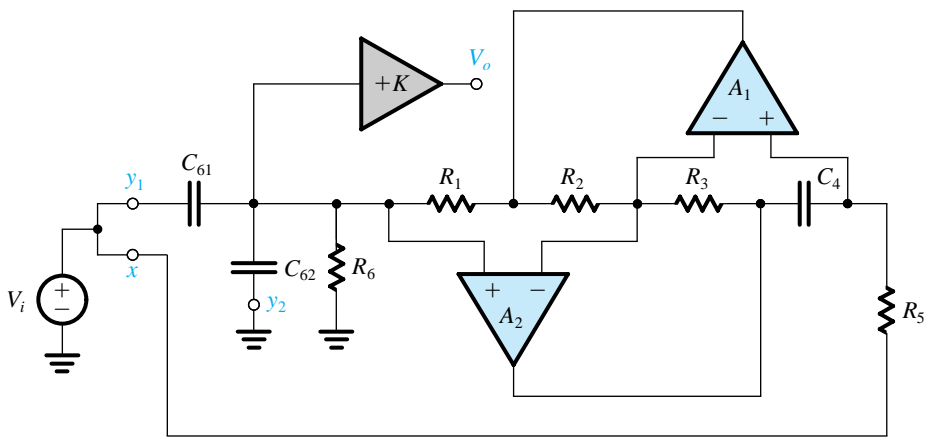 +K
V_o
A_1
− +
C_61
y_1
R_1
R_2
R_3
C_4
x
C_62
R_6
y_2
+ −
A_2
V_i
+
−
R_5